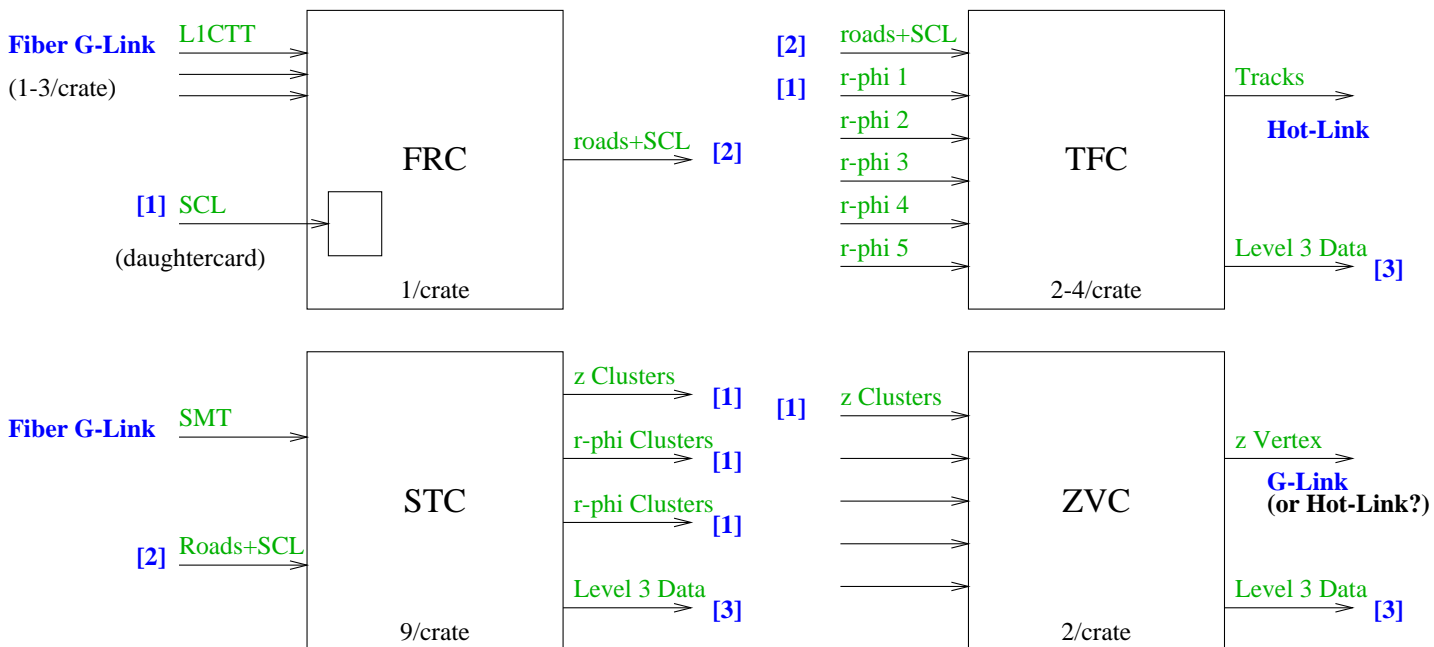 Fiber G-Link
L1CTT
(1-3/crate)
FRC
roads+SCL
[2]
[1]
SCL
(daughtercard)
1/crate
[2]
roads+SCL
[1]
r-phi 1
r-phi 2
r-phi 3
r-phi 4
r-phi 5
TFC
Tracks
Hot-Link
Level 3 Data
[3]
2-4/crate
Fiber G-Link
SMT
[2]
Roads+SCL
STC
z Clusters
[1]
r-phi Clusters
[1]
r-phi Clusters
[1]
Level 3 Data
[3]
9/crate
[1]
z Clusters
ZVC
z Vertex
G-Link
(or Hot-Link?)
Level 3 Data
[3]
2/crate